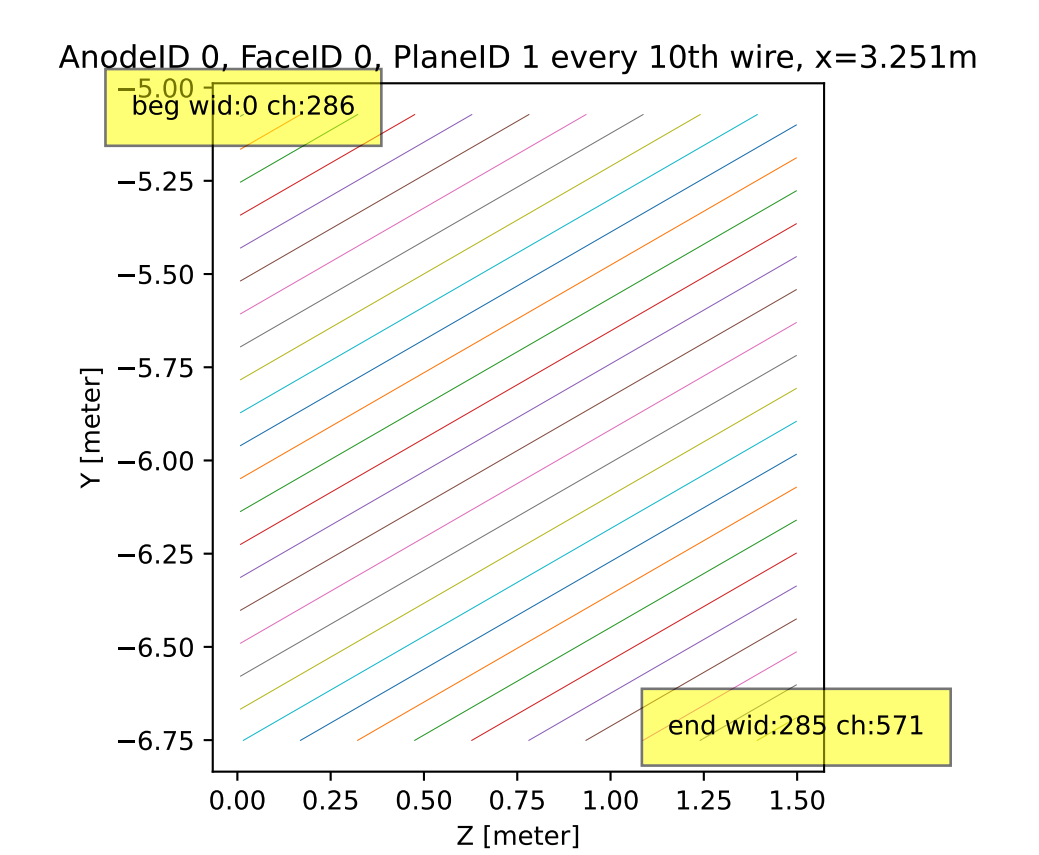 AnodeID 0, FaceID 0, PlaneID 1 every 10th wire, x=3.251m
−5.00
beg wid:0 ch:286
−5.25
−5.50
−5.75
Y [meter]
−6.00
−6.25
−6.50
end wid:285 ch:571
−6.75
0.00 0.25 0.50 0.75 1.00 1.25 1.50
Z [meter]